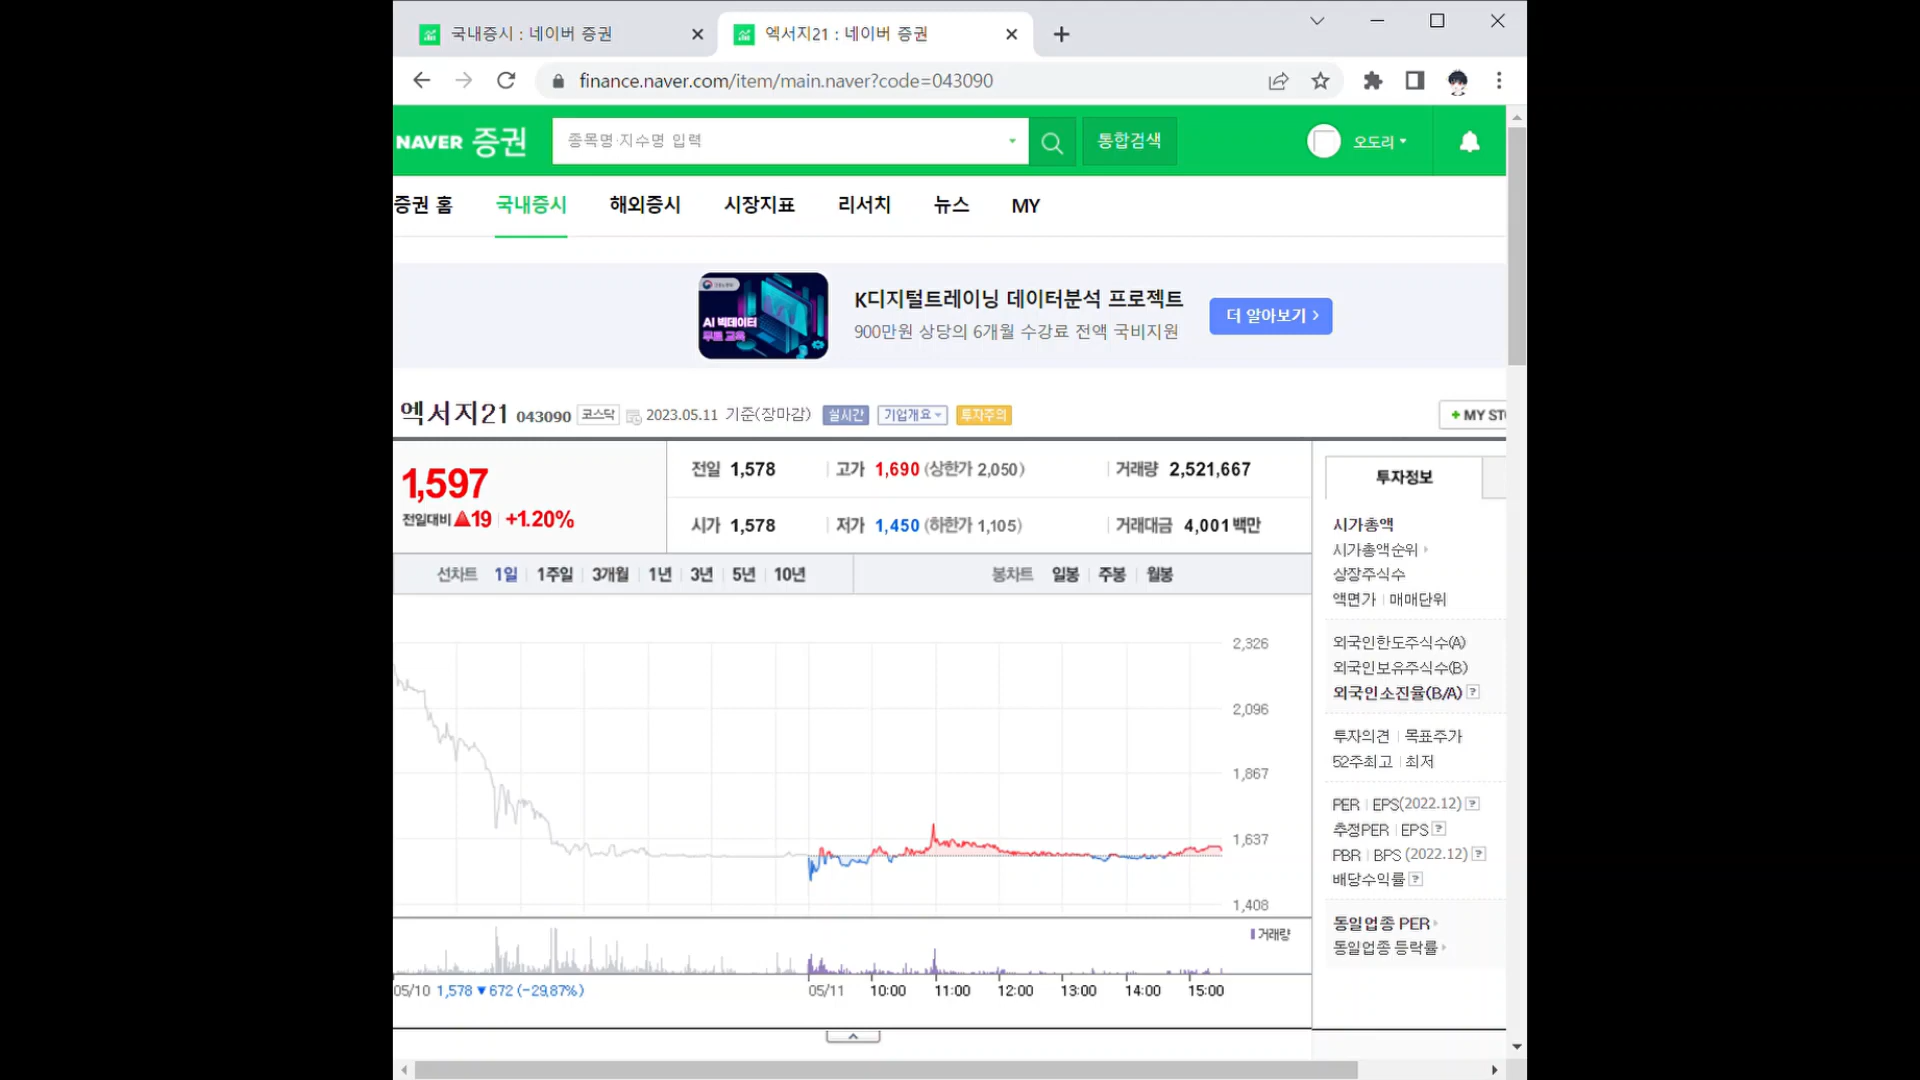 국내증시 : 네이버 증권
엑서지21 : 네이버 증권
finance.naver.com/item/main.naver?code=043090
NAVER 증권
종목명·지수명 입력
통합검색
오도리
증권 홈 국내증시 해외증시 시장지표 리서치 뉴스 MY
AI 빅데이터
무료 교육
K디지털트레이닝 데이터분석 프로젝트
900만원 상당의 6개월 수강료 전액 국비지원
더 알아보기 >
엑서지21 043090 코스닥 2023.05.11 기준(장마감) 실시간 기업개요 투자주의
+ MY ST
1,597
전일대비 ▲19 +1.20%
전일 1,578 고가 1,690 (상한가 2,050) 거래량 2,521,667
시가 1,578 저가 1,450 (하한가 1,105) 거래대금 4,001백만
선차트 1일 1주일 3개월 1년 3년 5년 10년
봉차트 일봉 주봉 월봉
2,326
2,096
1,867
1,637
1,408
거래량
05/10 1,578 ▼672 (-29.87%)
05/11 10:00 11:00 12:00 13:00 14:00 15:00
투자정보
시가총액
시가총액순위
상장주식수
액면가 | 매매단위
외국인한도주식수(A)
외국인보유주식수(B)
외국인소진율(B/A) ?
투자의견 | 목표주가
52주최고 | 최저
PER | EPS(2022.12) ?
추정PER | EPS ?
PBR | BPS (2022.12) ?
배당수익률 ?
동일업종 PER
동일업종 등락률